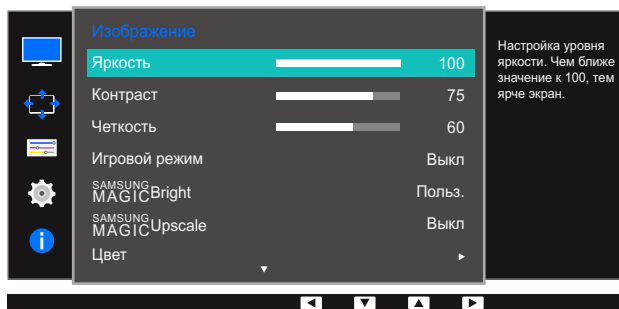 Изображение
Яркость 100
Контраст 75
Четкость 60
Игровой режим Выкл
SAMSUNG
MAGICBright Польз.
SAMSUNG
MAGICUpscale Выкл
Цвет
Настройка уровня
яркости. Чем ближе
значение к 100, тем
ярче экран.